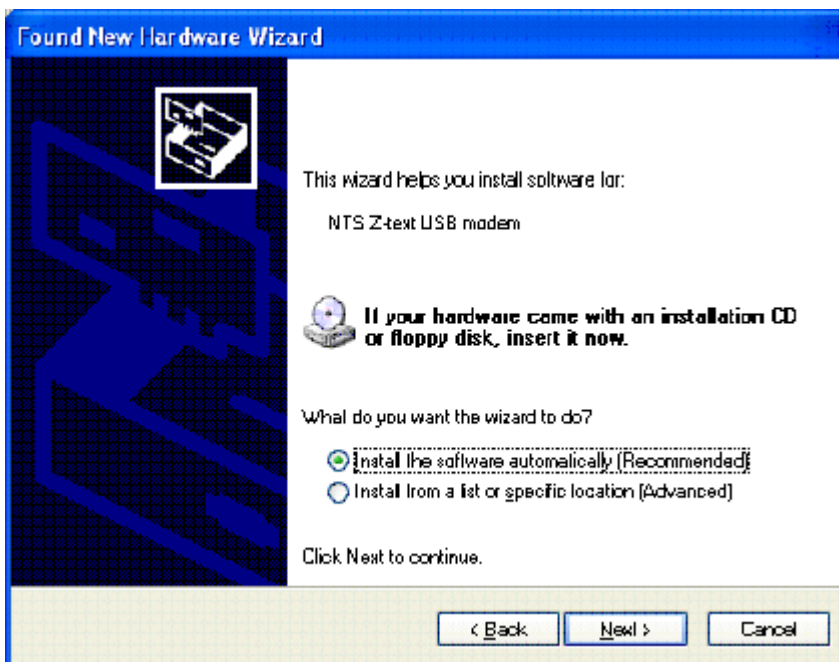 Found New Hardware Wizard
This wizard helps you install software for:
NTS Z-text USB modem
If your hardware came with an installation CD
or floppy disk, insert it now.
What do you want the wizard to do?
Install the software automatically (Recommended)
Install from a list or specific location (Advanced)
Click Next to continue.
< Back
Next >
Cancel